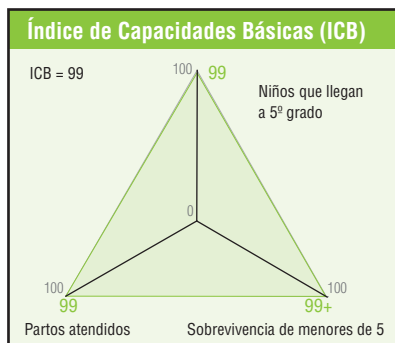 Índice de Capacidades Básicas (ICB)
ICB = 99
100
99
Niños que llegan
a 5º grado
0
100
99
100
99+
Partos atendidos
Sobrevivencia de menores de 5